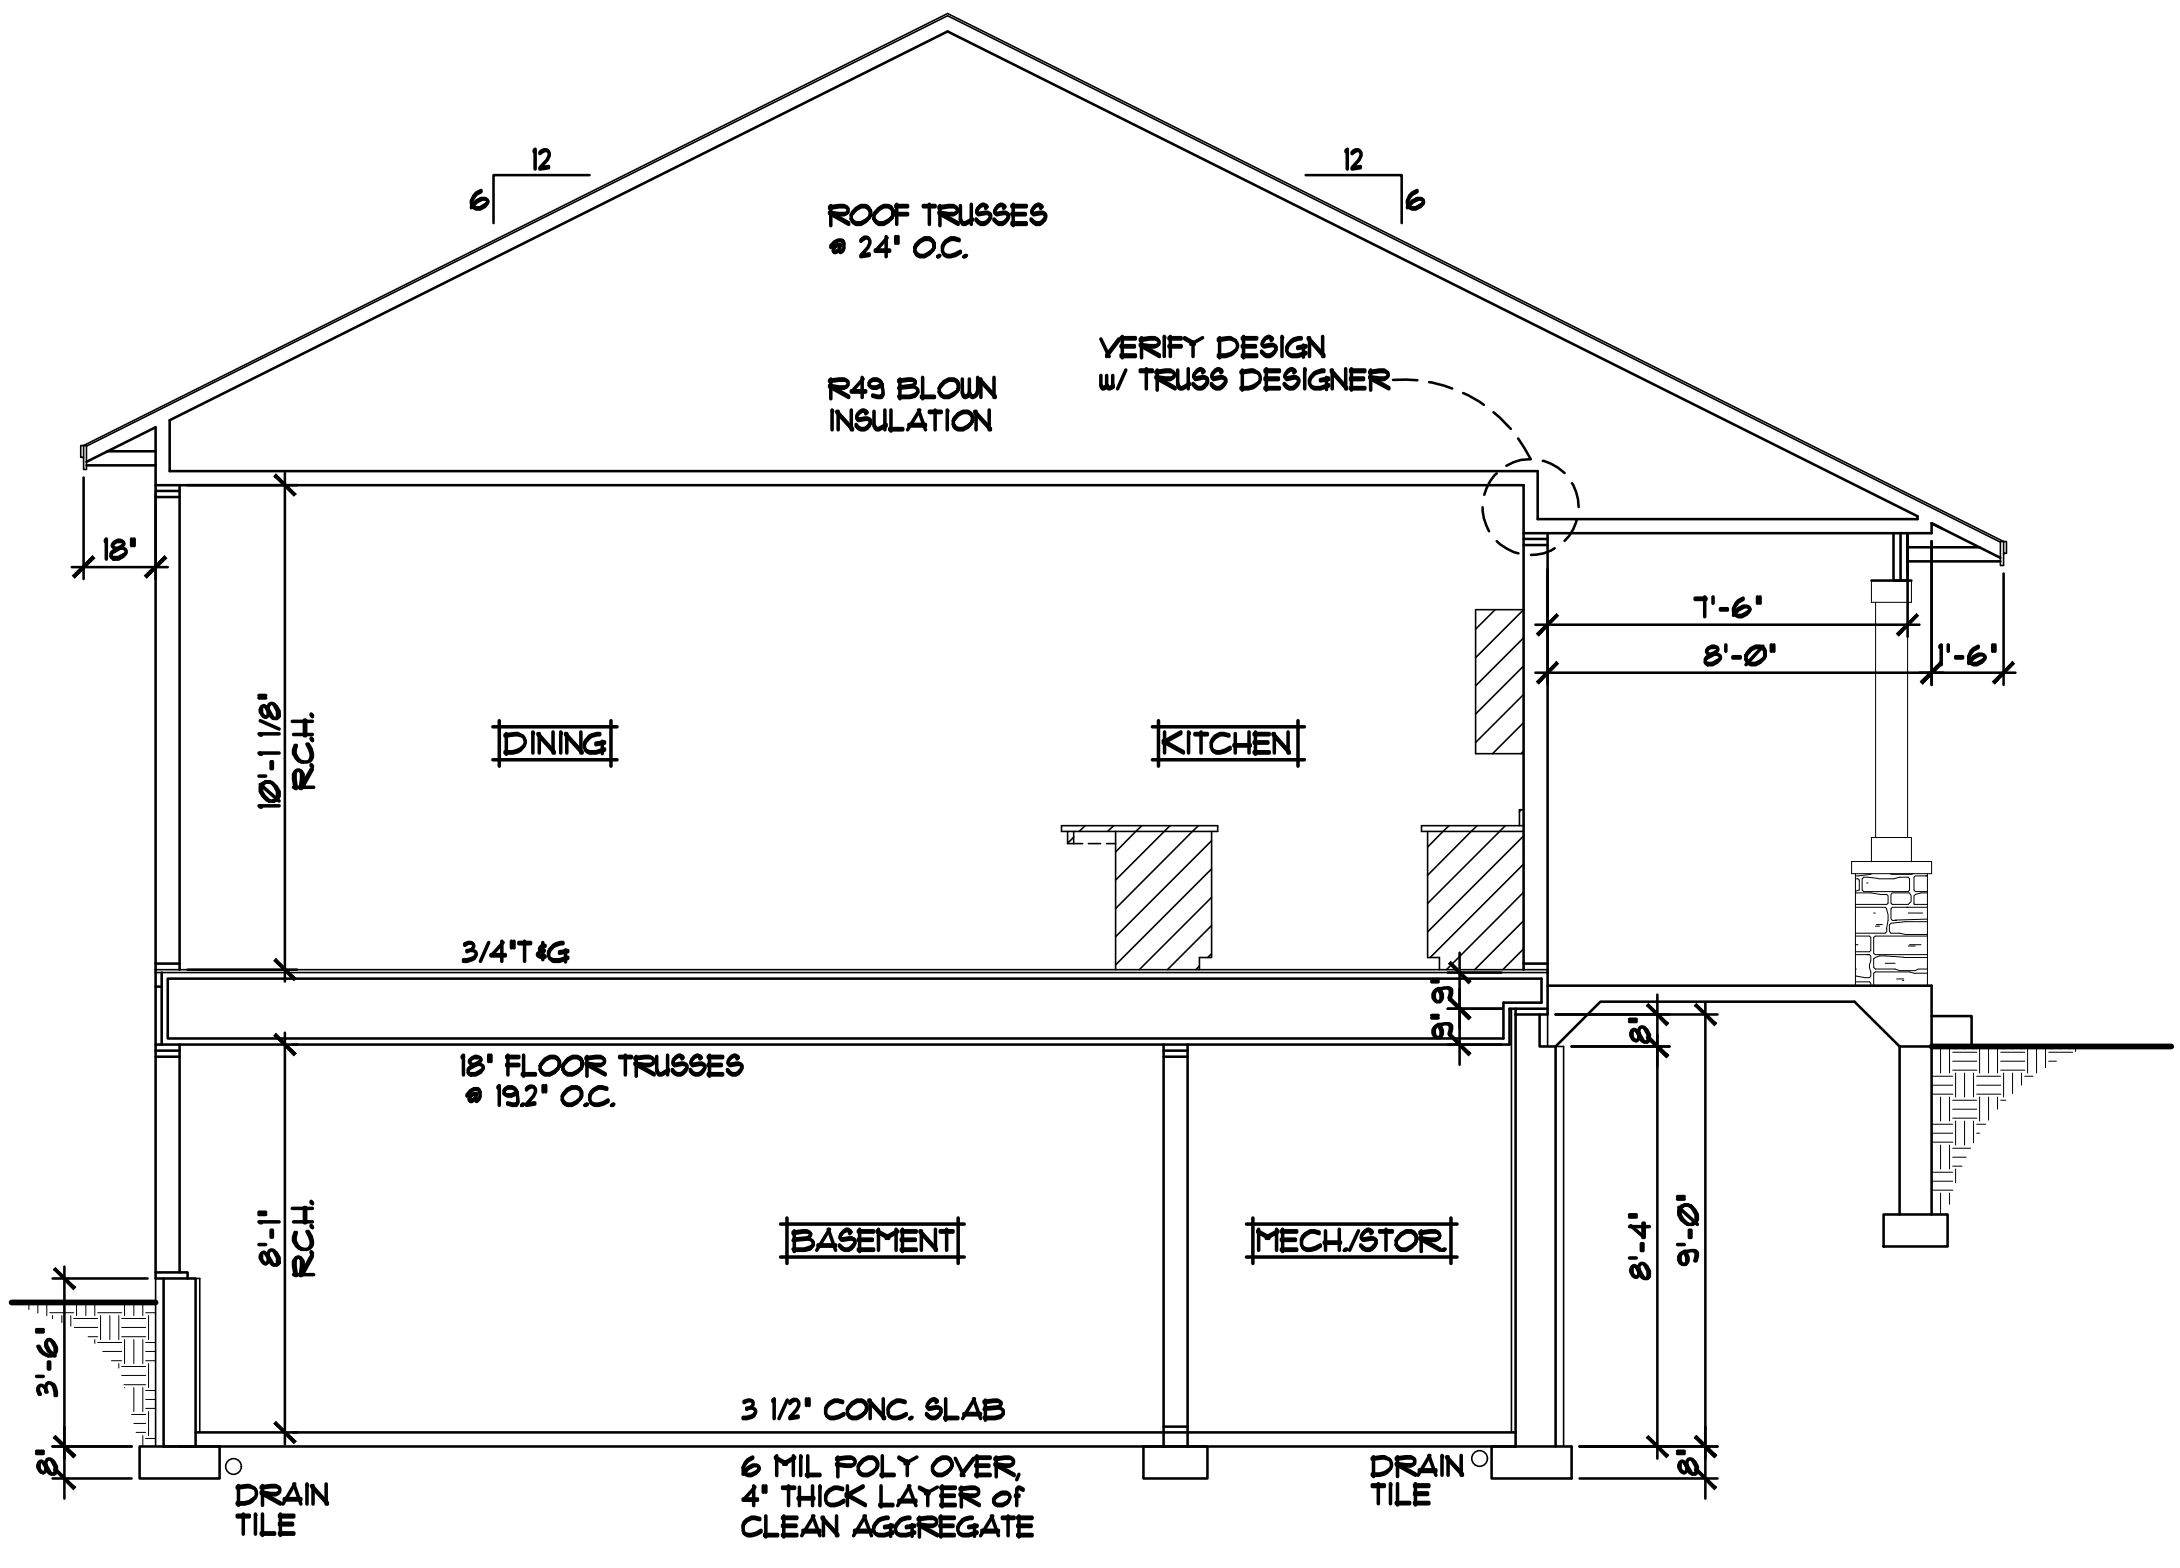 12
6
12
6
ROOF TRUSSES
@ 24" O.C.
VERIFY DESIGN
w/ TRUSS DESIGNER
R49 BLOWN
INSULATION
18"
7'-6"
8'-0"
1'-6"
10'-1 1/8"
R.C.H.
DINING
KITCHEN
3/4" T&G
9"
9"
8"
18" FLOOR TRUSSES
@ 19.2" O.C.
8'-1"
R.C.H.
BASEMENT
MECH./STOR.
8'-4"
9'-0"
3'-6"
8"
3 1/2" CONC. SLAB
6 MIL POLY OVER,
4" THICK LAYER of
CLEAN AGGREGATE
DRAIN
TILE
DRAIN
TILE
8"